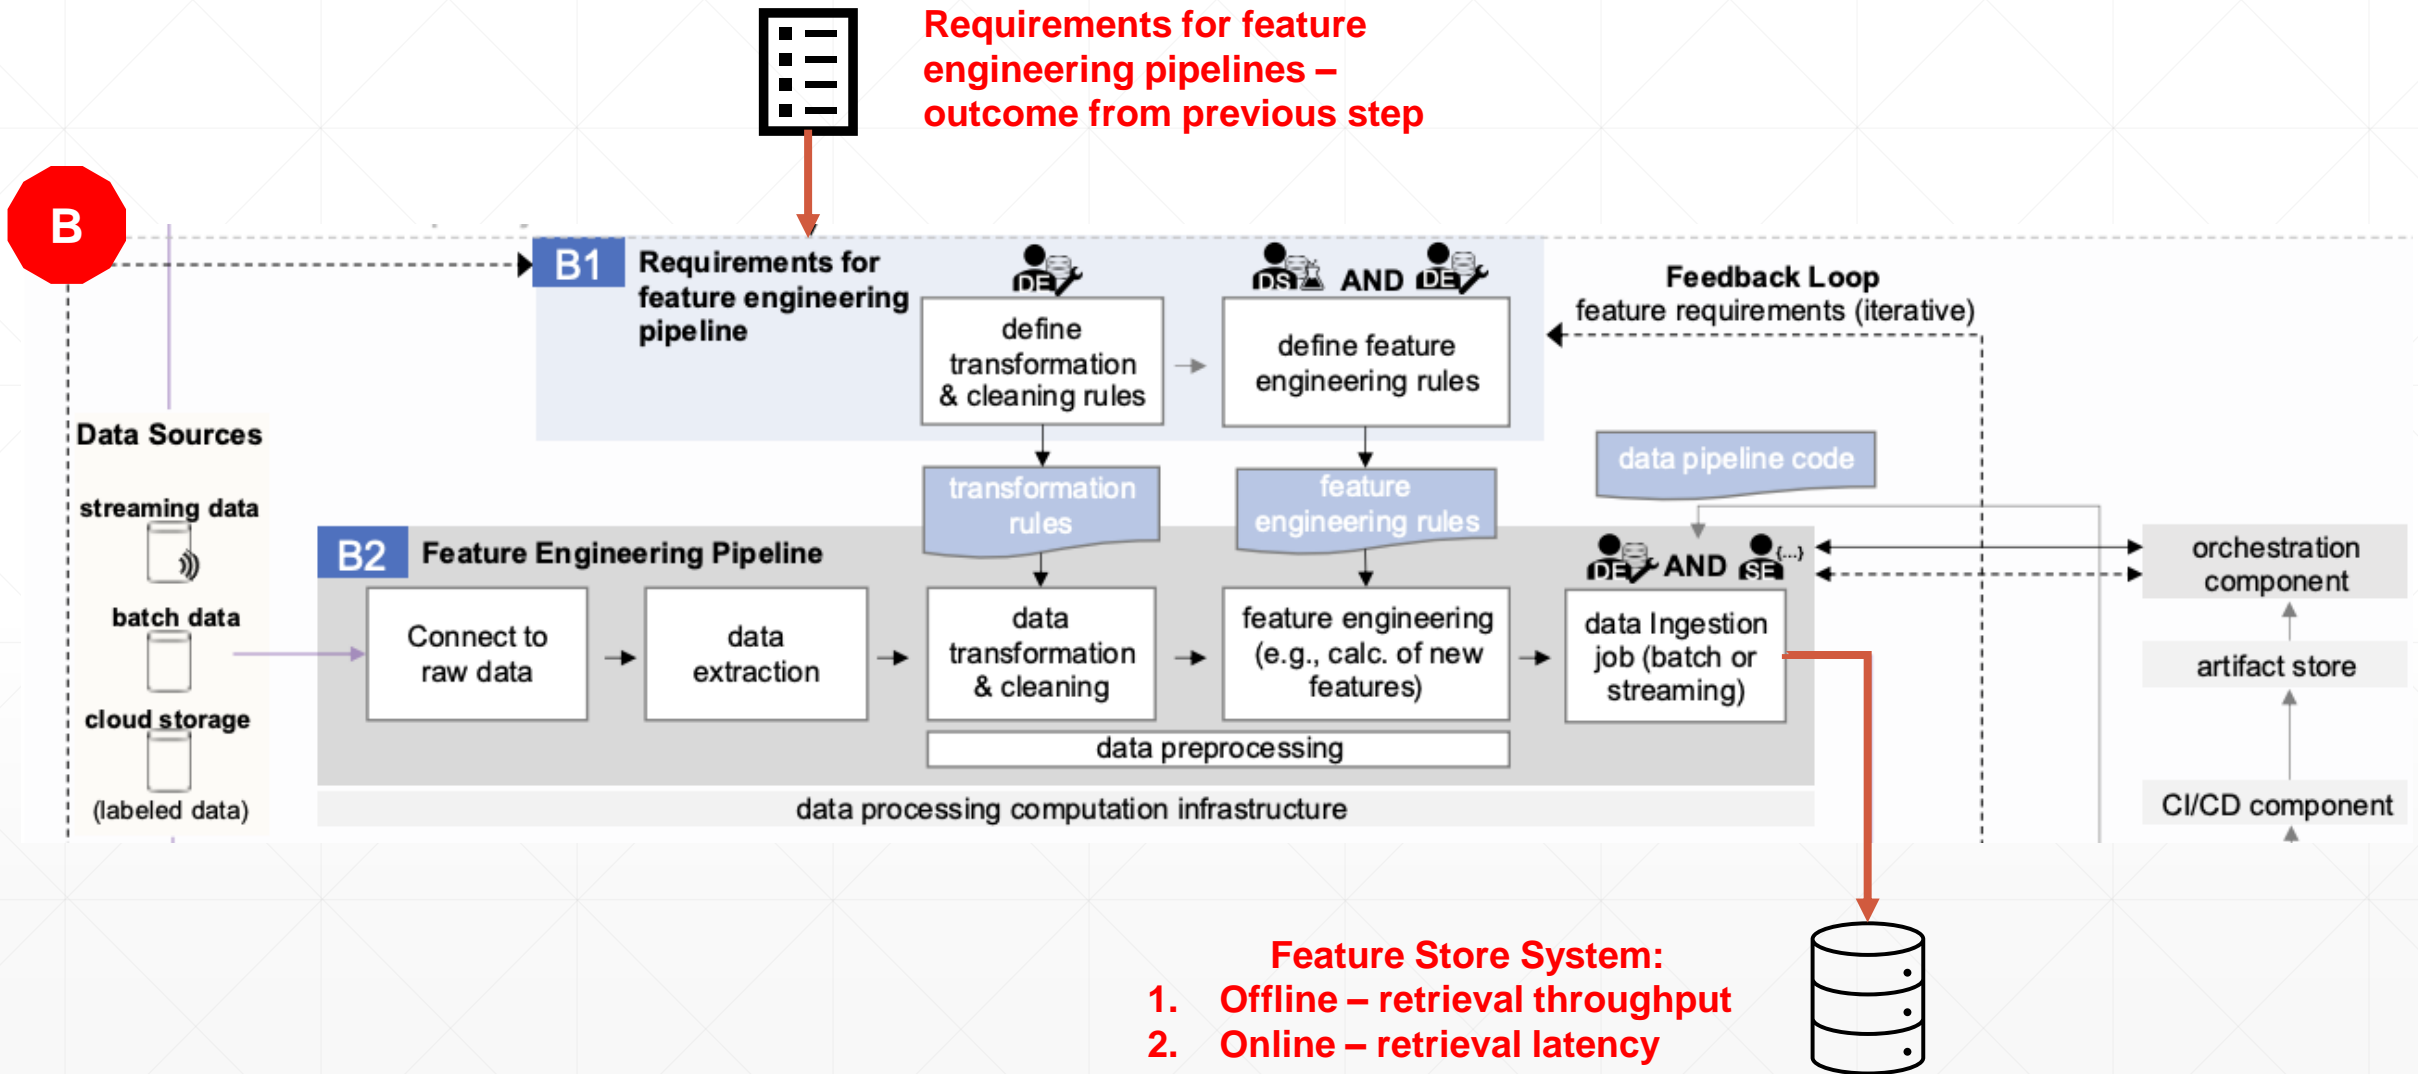 Requirements for feature
engineering pipelines –
outcome from previous step
B
B1
Requirements for
feature engineering
pipeline
DE
DS AND DE
define
transformation
& cleaning rules
define feature
engineering rules
Feedback Loop
feature requirements (iterative)
Data Sources
streaming data
batch data
cloud storage
(labeled data)
transformation
rules
feature
engineering rules
data pipeline code
B2
Feature Engineering Pipeline
DE AND SE {...}
Connect to
raw data
data
extraction
data
transformation
& cleaning
feature engineering
(e.g., calc. of new
features)
data Ingestion
job (batch or
streaming)
data preprocessing
data processing computation infrastructure
orchestration
component
artifact store
CI/CD component
Feature Store System:
1. Offline – retrieval throughput
2. Online – retrieval latency